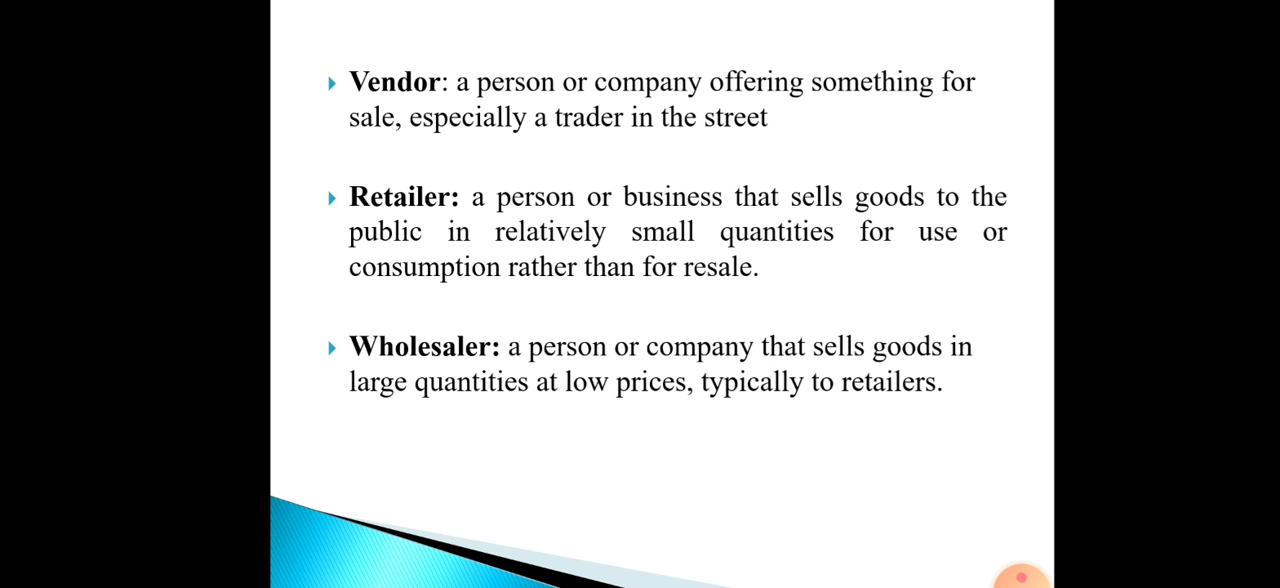 Vendor: a person or company offering something for
sale, especially a trader in the street
Retailer: a person or business that sells goods to the
public in relatively small quantities for use or
consumption rather than for resale.
Wholesaler: a person or company that sells goods in
large quantities at low prices, typically to retailers.